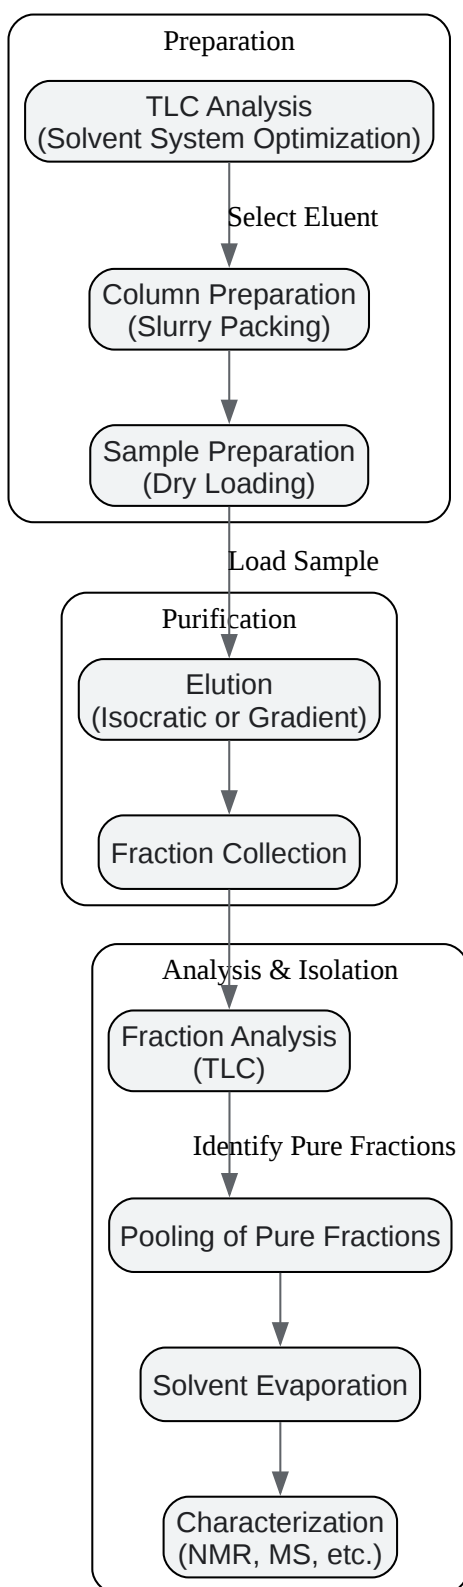 Preparation
TLC Analysis
(Solvent System Optimization)
Select Eluent
Column Preparation
(Slurry Packing)
Sample Preparation
(Dry Loading)
Load Sample
Purification
Elution
(Isocratic or Gradient)
Fraction Collection
Analysis & Isolation
Fraction Analysis
(TLC)
Identify Pure Fractions
Pooling of Pure Fractions
Solvent Evaporation
Characterization
(NMR, MS, etc.)